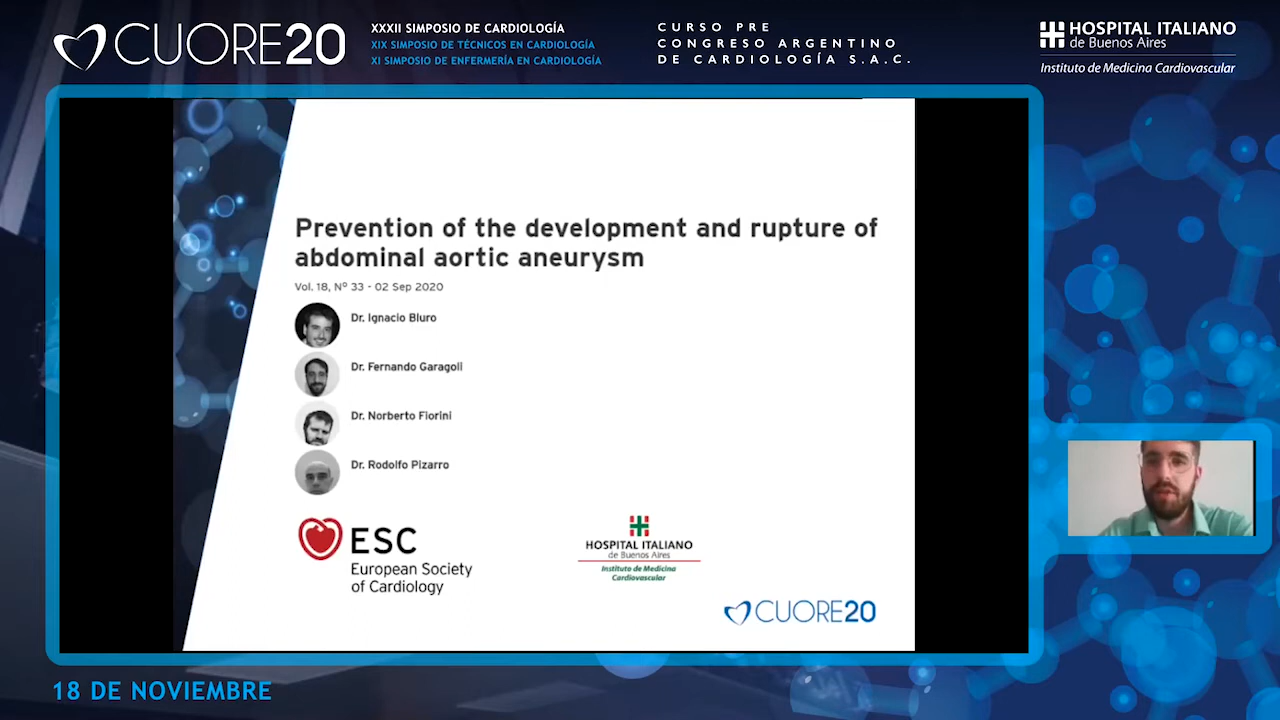 CUORE20
XXXII SIMPOSIO DE CARDIOLOGÍA
XIX SIMPOSIO DE TÉCNICOS EN CARDIOLOGÍA
XI SIMPOSIO DE ENFERMERÍA EN CARDIOLOGÍA
CURSO PRE
CONGRESO ARGENTINO
DE CARDIOLOGÍA S.A.C.
HOSPITAL ITALIANO
de Buenos Aires
Instituto de Medicina Cardiovascular
Prevention of the development and rupture of
abdominal aortic aneurysm
Vol. 18, Nº 33 - 02 Sep 2020
Dr. Ignacio Bluro
Dr. Fernando Garagoli
Dr. Norberto Fiorini
Dr. Rodolfo Pizarro
ESC
European Society
of Cardiology
HOSPITAL ITALIANO
de Buenos Aires
Instituto de Medicina
Cardiovascular
CUORE20
18 DE NOVIEMBRE